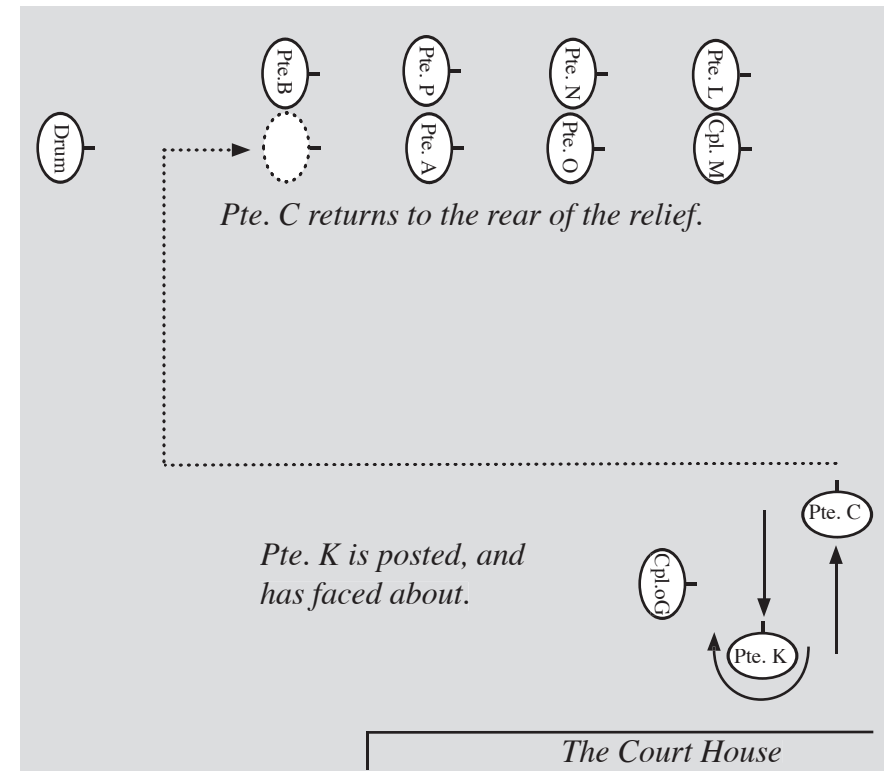 Pte.B
Pte. P
Pte. N
Pte. L
Drum
Pte. A
Pte. O
Cpl. M
Pte. C returns to the rear of the relief.
Pte. C
Pte. K is posted, and
has faced about.
Cpl.oG
Pte. K
The Court House